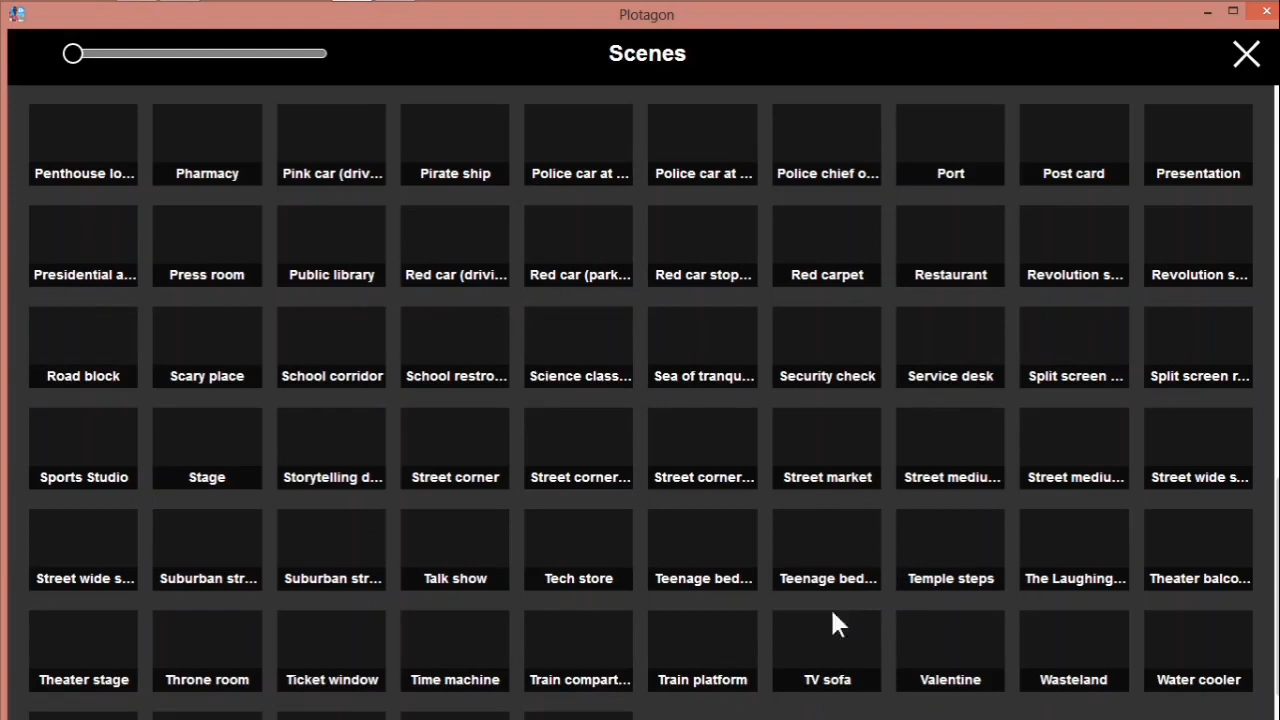 Plotagon
Scenes
Penthouse lo...
Pharmacy
Pink car (driv...
Pirate ship
Police car at ...
Police car at ...
Police chief o...
Port
Post card
Presentation
Presidential a...
Press room
Public library
Red car (drivi...
Red car (park...
Red car stop...
Red carpet
Restaurant
Revolution s...
Revolution s...
Road block
Scary place
School corridor
School restro...
Science class...
Sea of tranqu...
Security check
Service desk
Split screen ...
Split screen r...
Sports Studio
Stage
Storytelling d...
Street corner
Street corner...
Street corner...
Street market
Street mediu...
Street mediu...
Street wide s...
Street wide s...
Suburban str...
Suburban str...
Talk show
Tech store
Teenage bed...
Teenage bed...
Temple steps
The Laughing...
Theater balco...
Theater stage
Throne room
Ticket window
Time machine
Train compart...
Train platform
TV sofa
Valentine
Wasteland
Water cooler